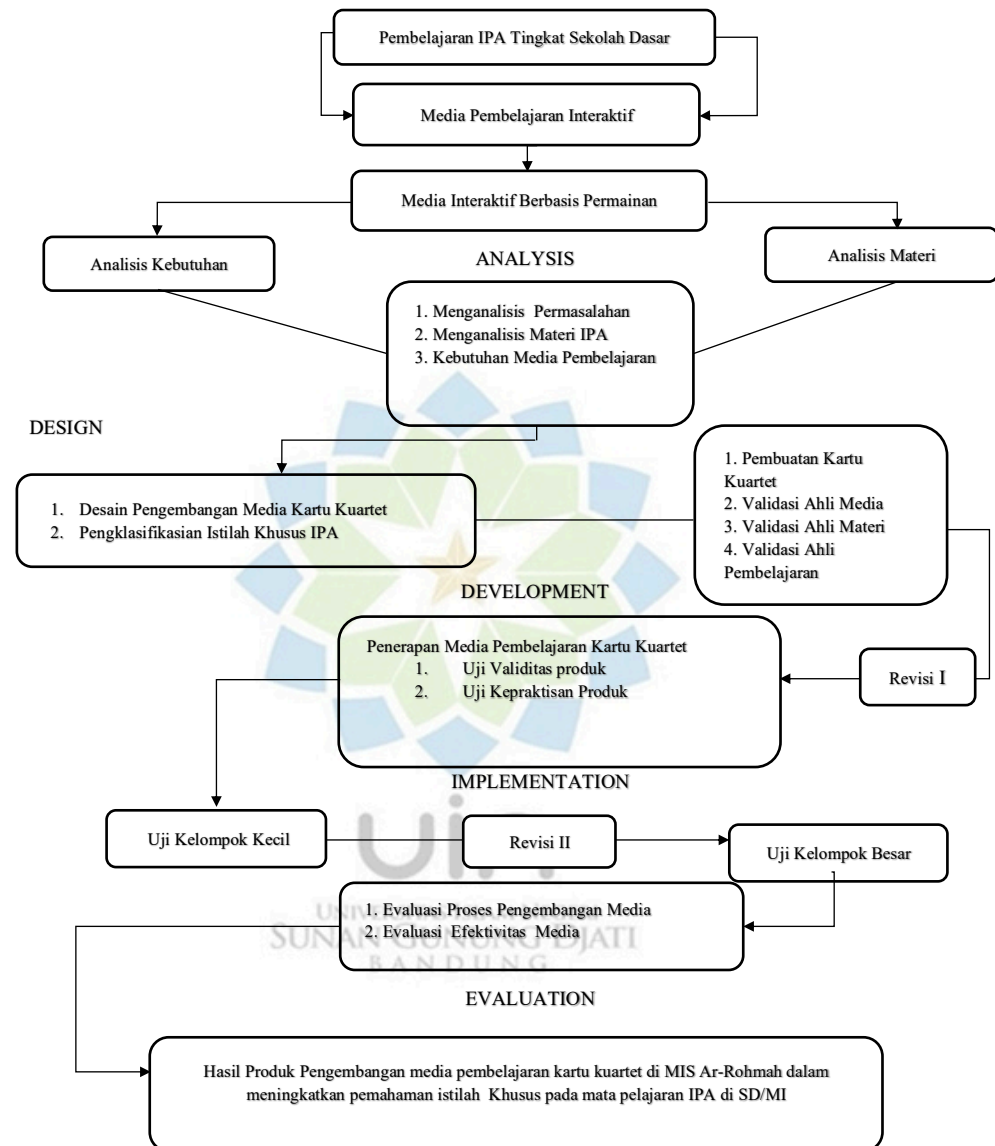 Pembelajaran IPA Tingkat Sekolah Dasar
Media Pembelajaran Interaktif
Media Interaktif Berbasis Permainan
Analisis Kebutuhan
ANALYSIS
Analisis Materi
1. Menganalisis Permasalahan
2. Menganalisis Materi IPA
3. Kebutuhan Media Pembelajaran
DESIGN
1. Desain Pengembangan Media Kartu Kuartet
2. Pengklasifikasian Istilah Khusus IPA
1. Pembuatan Kartu
Kuartet
2. Validasi Ahli Media
3. Validasi Ahli Materi
4. Validasi Ahli
Pembelajaran
DEVELOPMENT
Penerapan Media Pembelajaran Kartu Kuartet
1. Uji Validitas produk
2. Uji Kepraktisan Produk
Revisi I
IMPLEMENTATION
Uji Kelompok Kecil
Revisi II
Uji Kelompok Besar
1. Evaluasi Proses Pengembangan Media
2. Evaluasi Efektivitas Media
SUNAN GUNUNG DJATI
BANDUNG
EVALUATION
Hasil Produk Pengembangan media pembelajaran kartu kuartet di MIS Ar-Rohmah dalam
meningkatkan pemahaman istilah Khusus pada mata pelajaran IPA di SD/MI